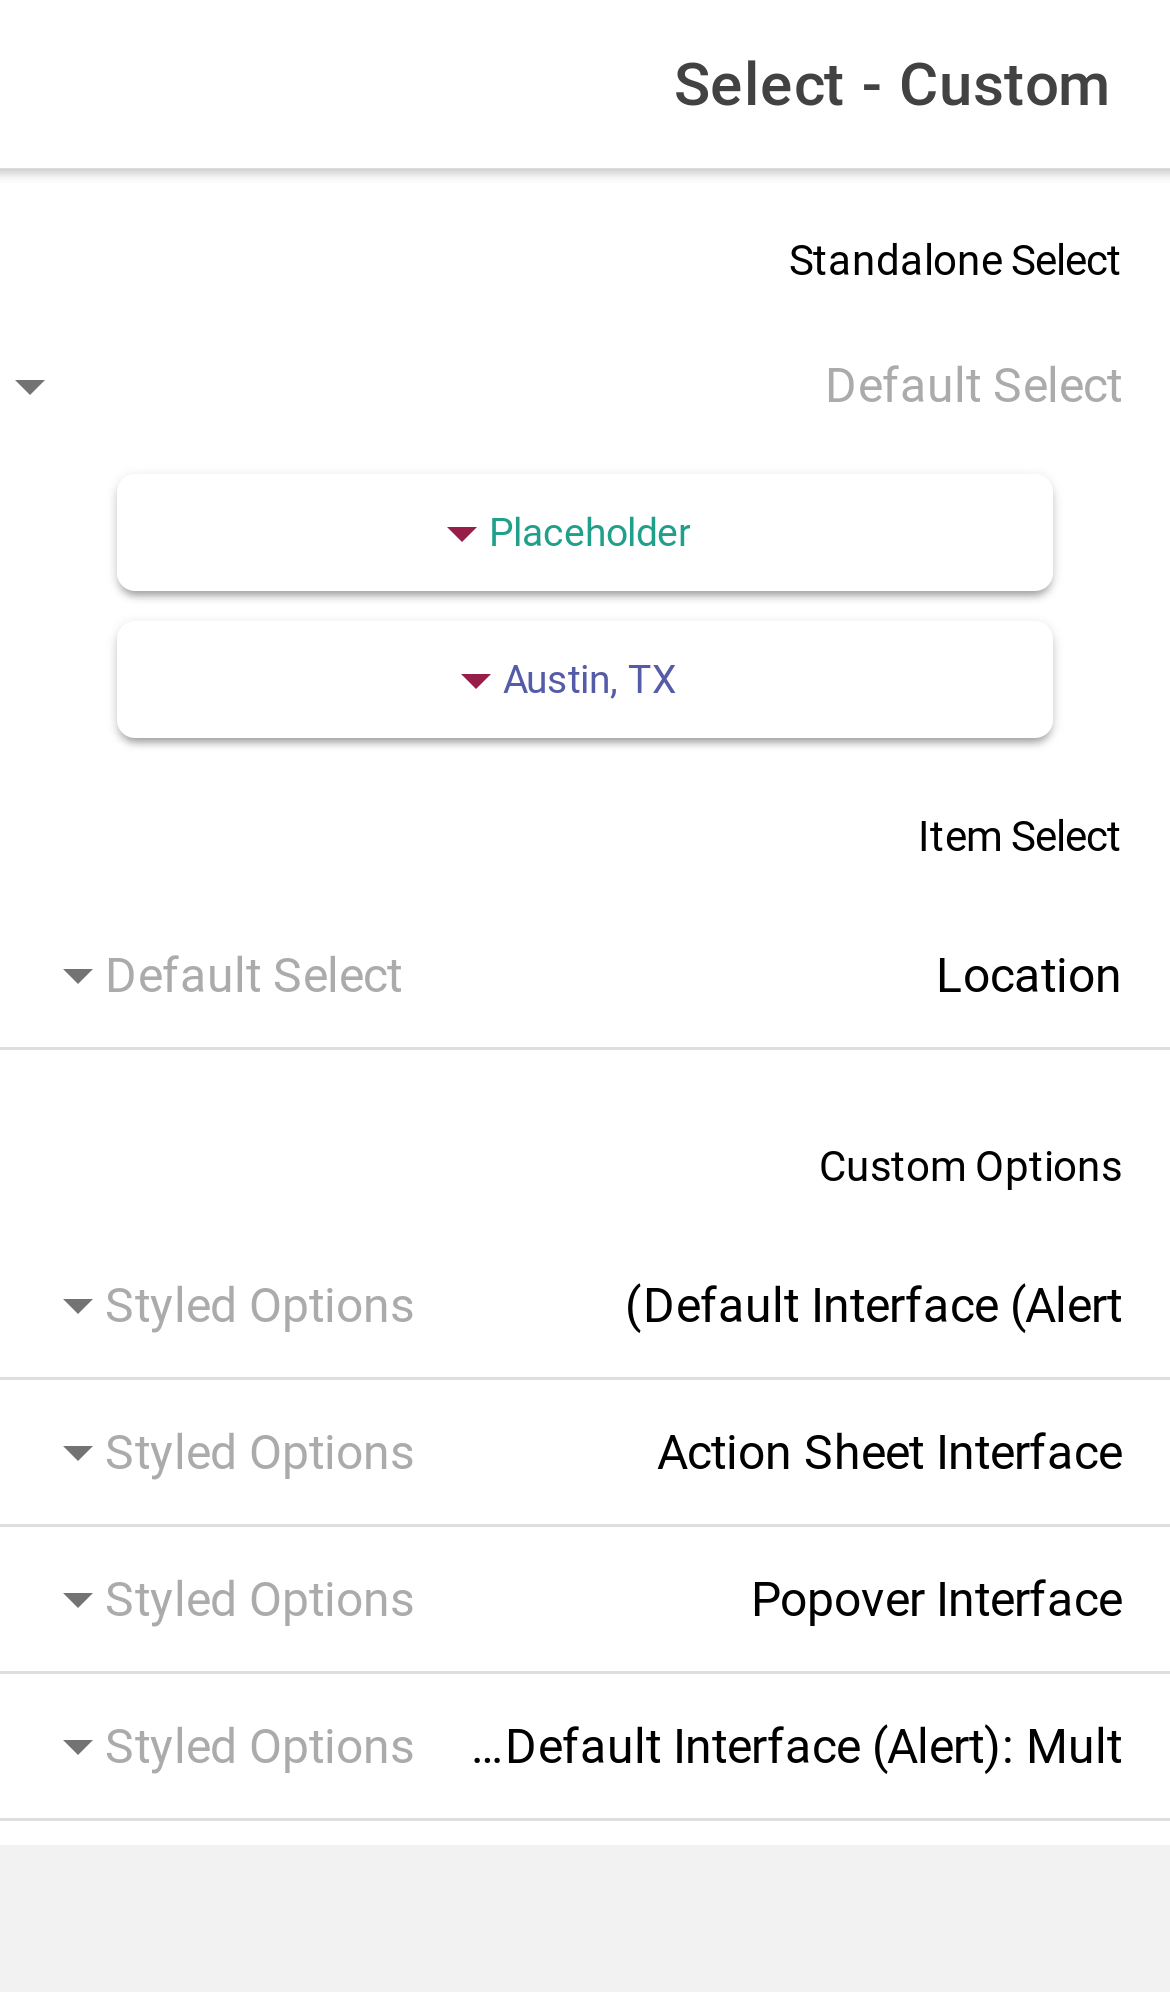 Select - Custom
Standalone Select
Default Select
Placeholder
Austin, TX
Item Select
Location Default Select
Custom Options
(Default Interface (Alert Styled Options
Action Sheet Interface Styled Options
Popover Interface Styled Options
...Default Interface (Alert): Mult Styled Options